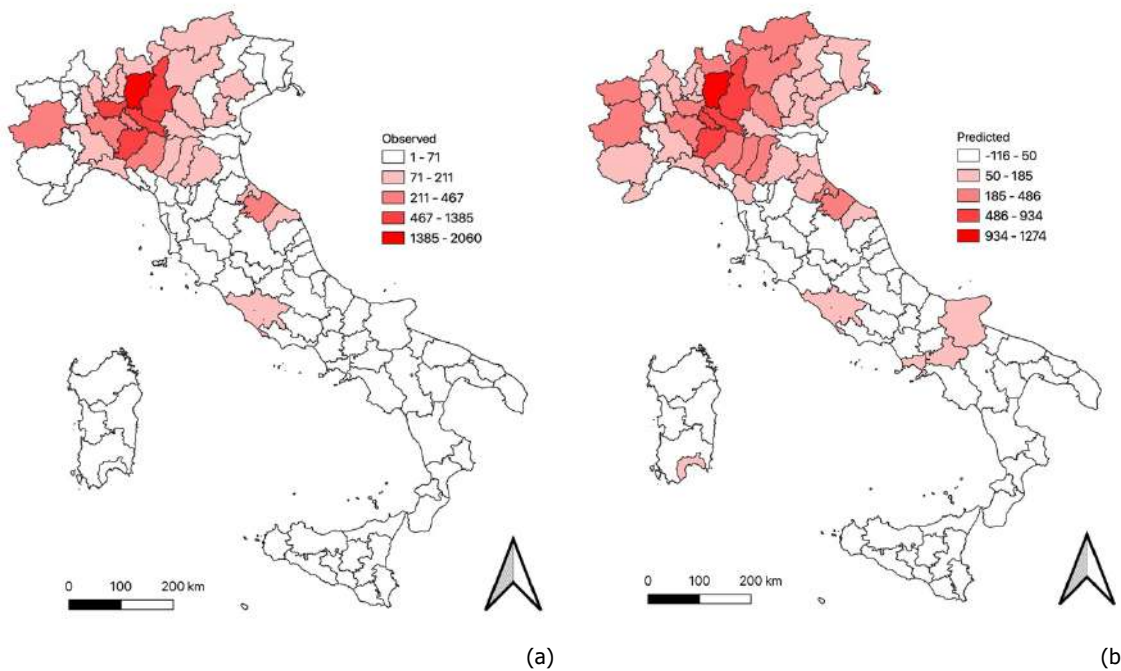 Observed
1 - 71
71 - 211
211 - 467
467 - 1385
1385 - 2060
0 100 200 km
(a)
Predicted
-116 - 50
50 - 185
185 - 486
486 - 934
934 - 1274
0 100 200 km
(b